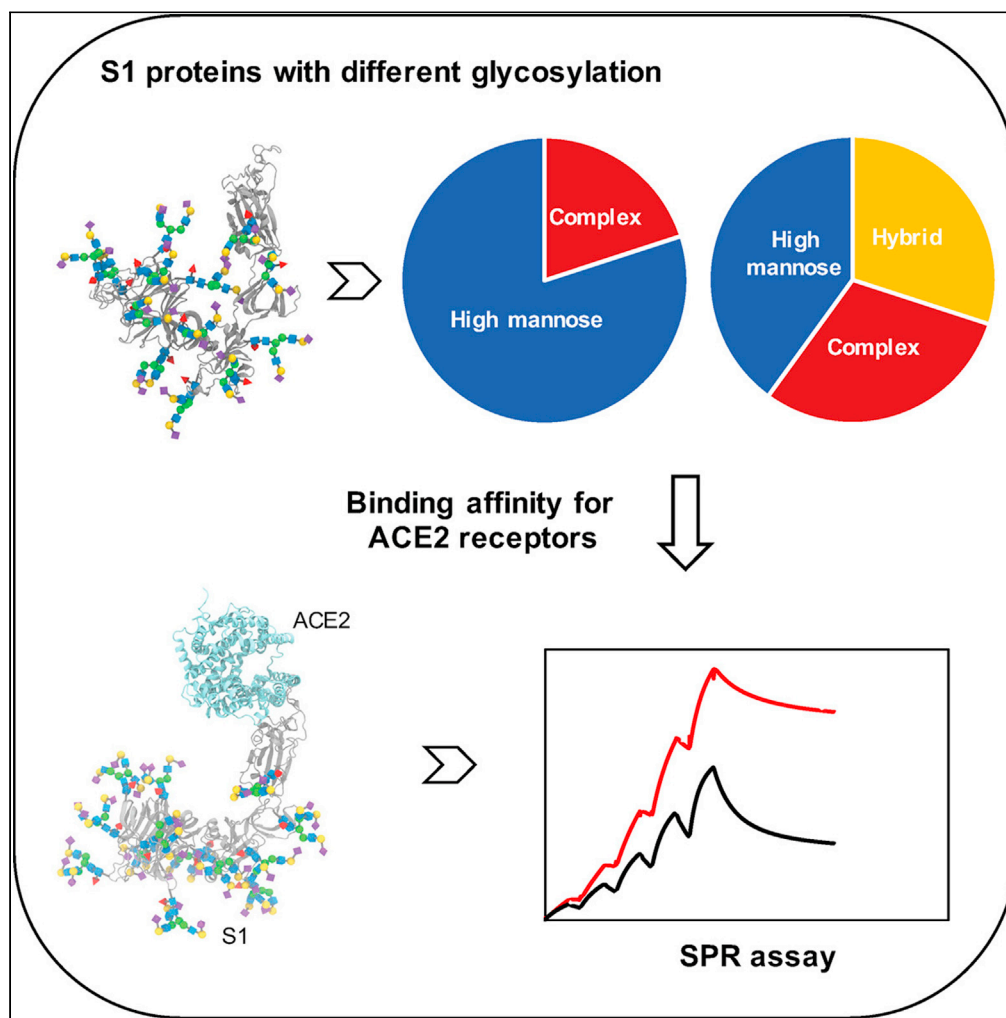 S1 proteins with different glycosylation
Complex
High mannose
High
mannose
Hybrid
Complex
Binding affinity for
ACE2 receptors
ACE2
S1
SPR assay